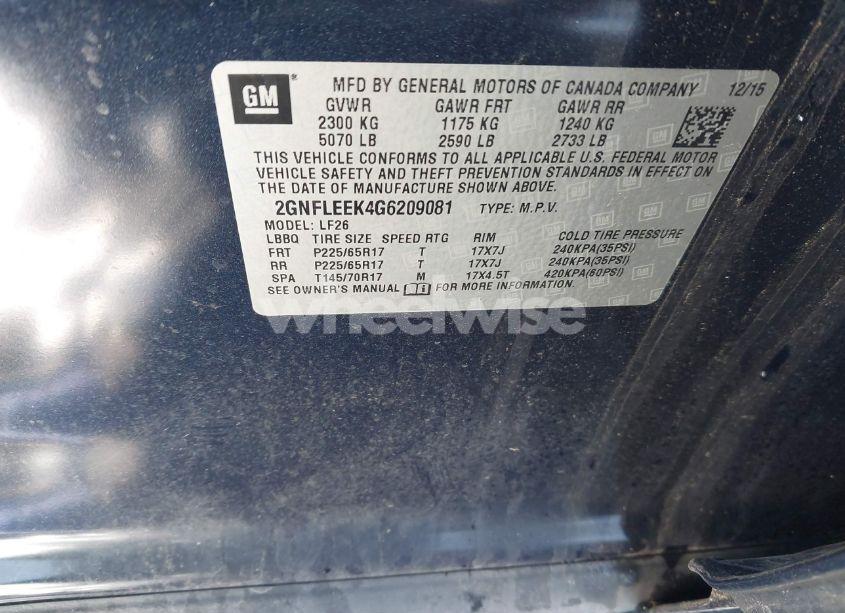 GM ® MFD BY GENERAL MOTORS OF CANADA COMPANY 12/15
GVWR GAWR FRT GAWR RR
2300 KG 1175 KG 1240 KG
5070 LB 2590 LB 2733 LB
THIS VEHICLE CONFORMS TO ALL APPLICABLE U.S. FEDERAL MOTOR
VEHICLE SAFETY AND THEFT PREVENTION STANDARDS IN EFFECT ON
THE DATE OF MANUFACTURE SHOWN ABOVE.
2GNFLEEK4G6209081 TYPE: M.P.V.
MODEL: LF26
LBBQ TIRE SIZE SPEED RTG RIM COLD TIRE PRESSURE
FRT P225/65R17 T 17X7J 240KPA(35PSI)
RR P225/65R17 T 17X7J 240KPA(35PSI)
SPA T145/70R17 M 17X4.5T 420KPA(60PSI)
SEE OWNER'S MANUAL FOR MORE INFORMATION.
wheelwise